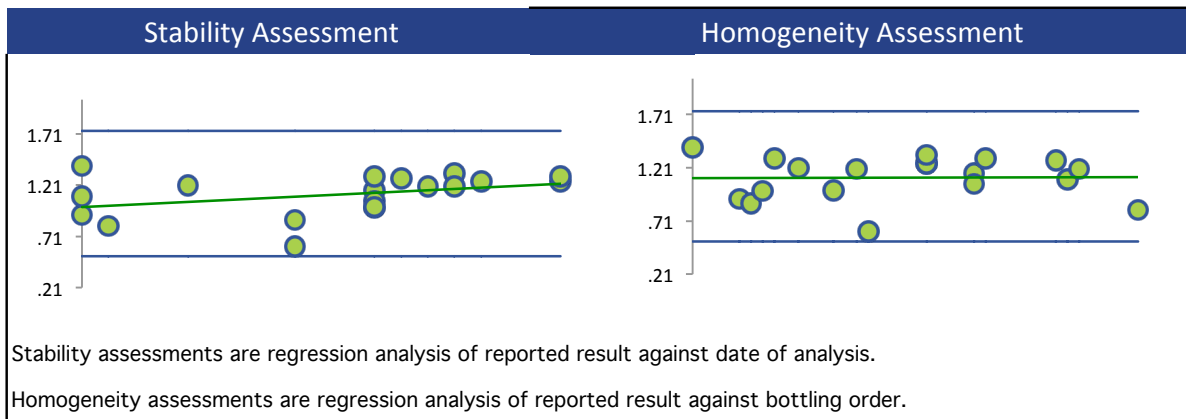 Stability Assessment
Homogeneity Assessment
1.71
1.21
.71
.21
1.71
1.21
.71
.21
Stability assessments are regression analysis of reported result against date of analysis.
Homogeneity assessments are regression analysis of reported result against bottling order.